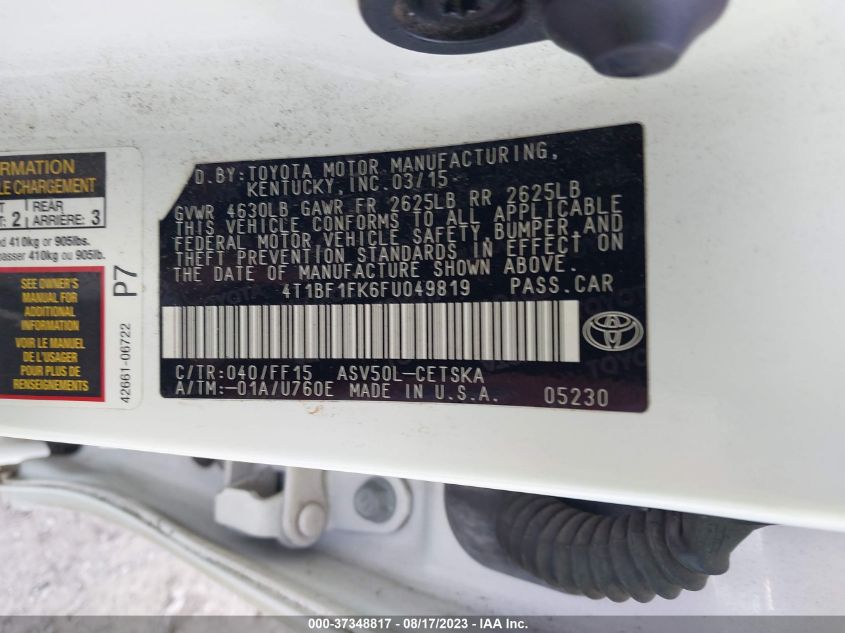 ORMATION
LE CHARGEMENT
2 REAR
ARRIÈRE: 3
410kg or 905lbs.
passer 410kg ou 905lb.
SEE OWNER'S
MANUAL FOR
ADDITIONAL
INFORMATION
VOIR LE MANUEL
DE L'USAGER
POUR PLUS DE
RENSEIGNEMENTS
P7
42661-06722
D. BY: TOYOTA MOTOR MANUFACTURING,
KENTUCKY, INC. 03/15
GVWR 4630LB GAWR FR 2625LB RR 2625LB
THIS VEHICLE CONFORMS TO ALL APPLICABLE
FEDERAL MOTOR VEHICLE SAFETY, BUMPER, AND
THEFT PREVENTION STANDARDS IN EFFECT ON
THE DATE OF MANUFACTURE SHOWN ABOVE.
4T1BF1FK6FU049819 PASS.CAR
C/TR:040/FF15 ASV50L-CETSKA
A/TM:-01A/U760E MADE IN U.S.A.
05230
000-37348817 - 08/17/2023 - IAAI.com